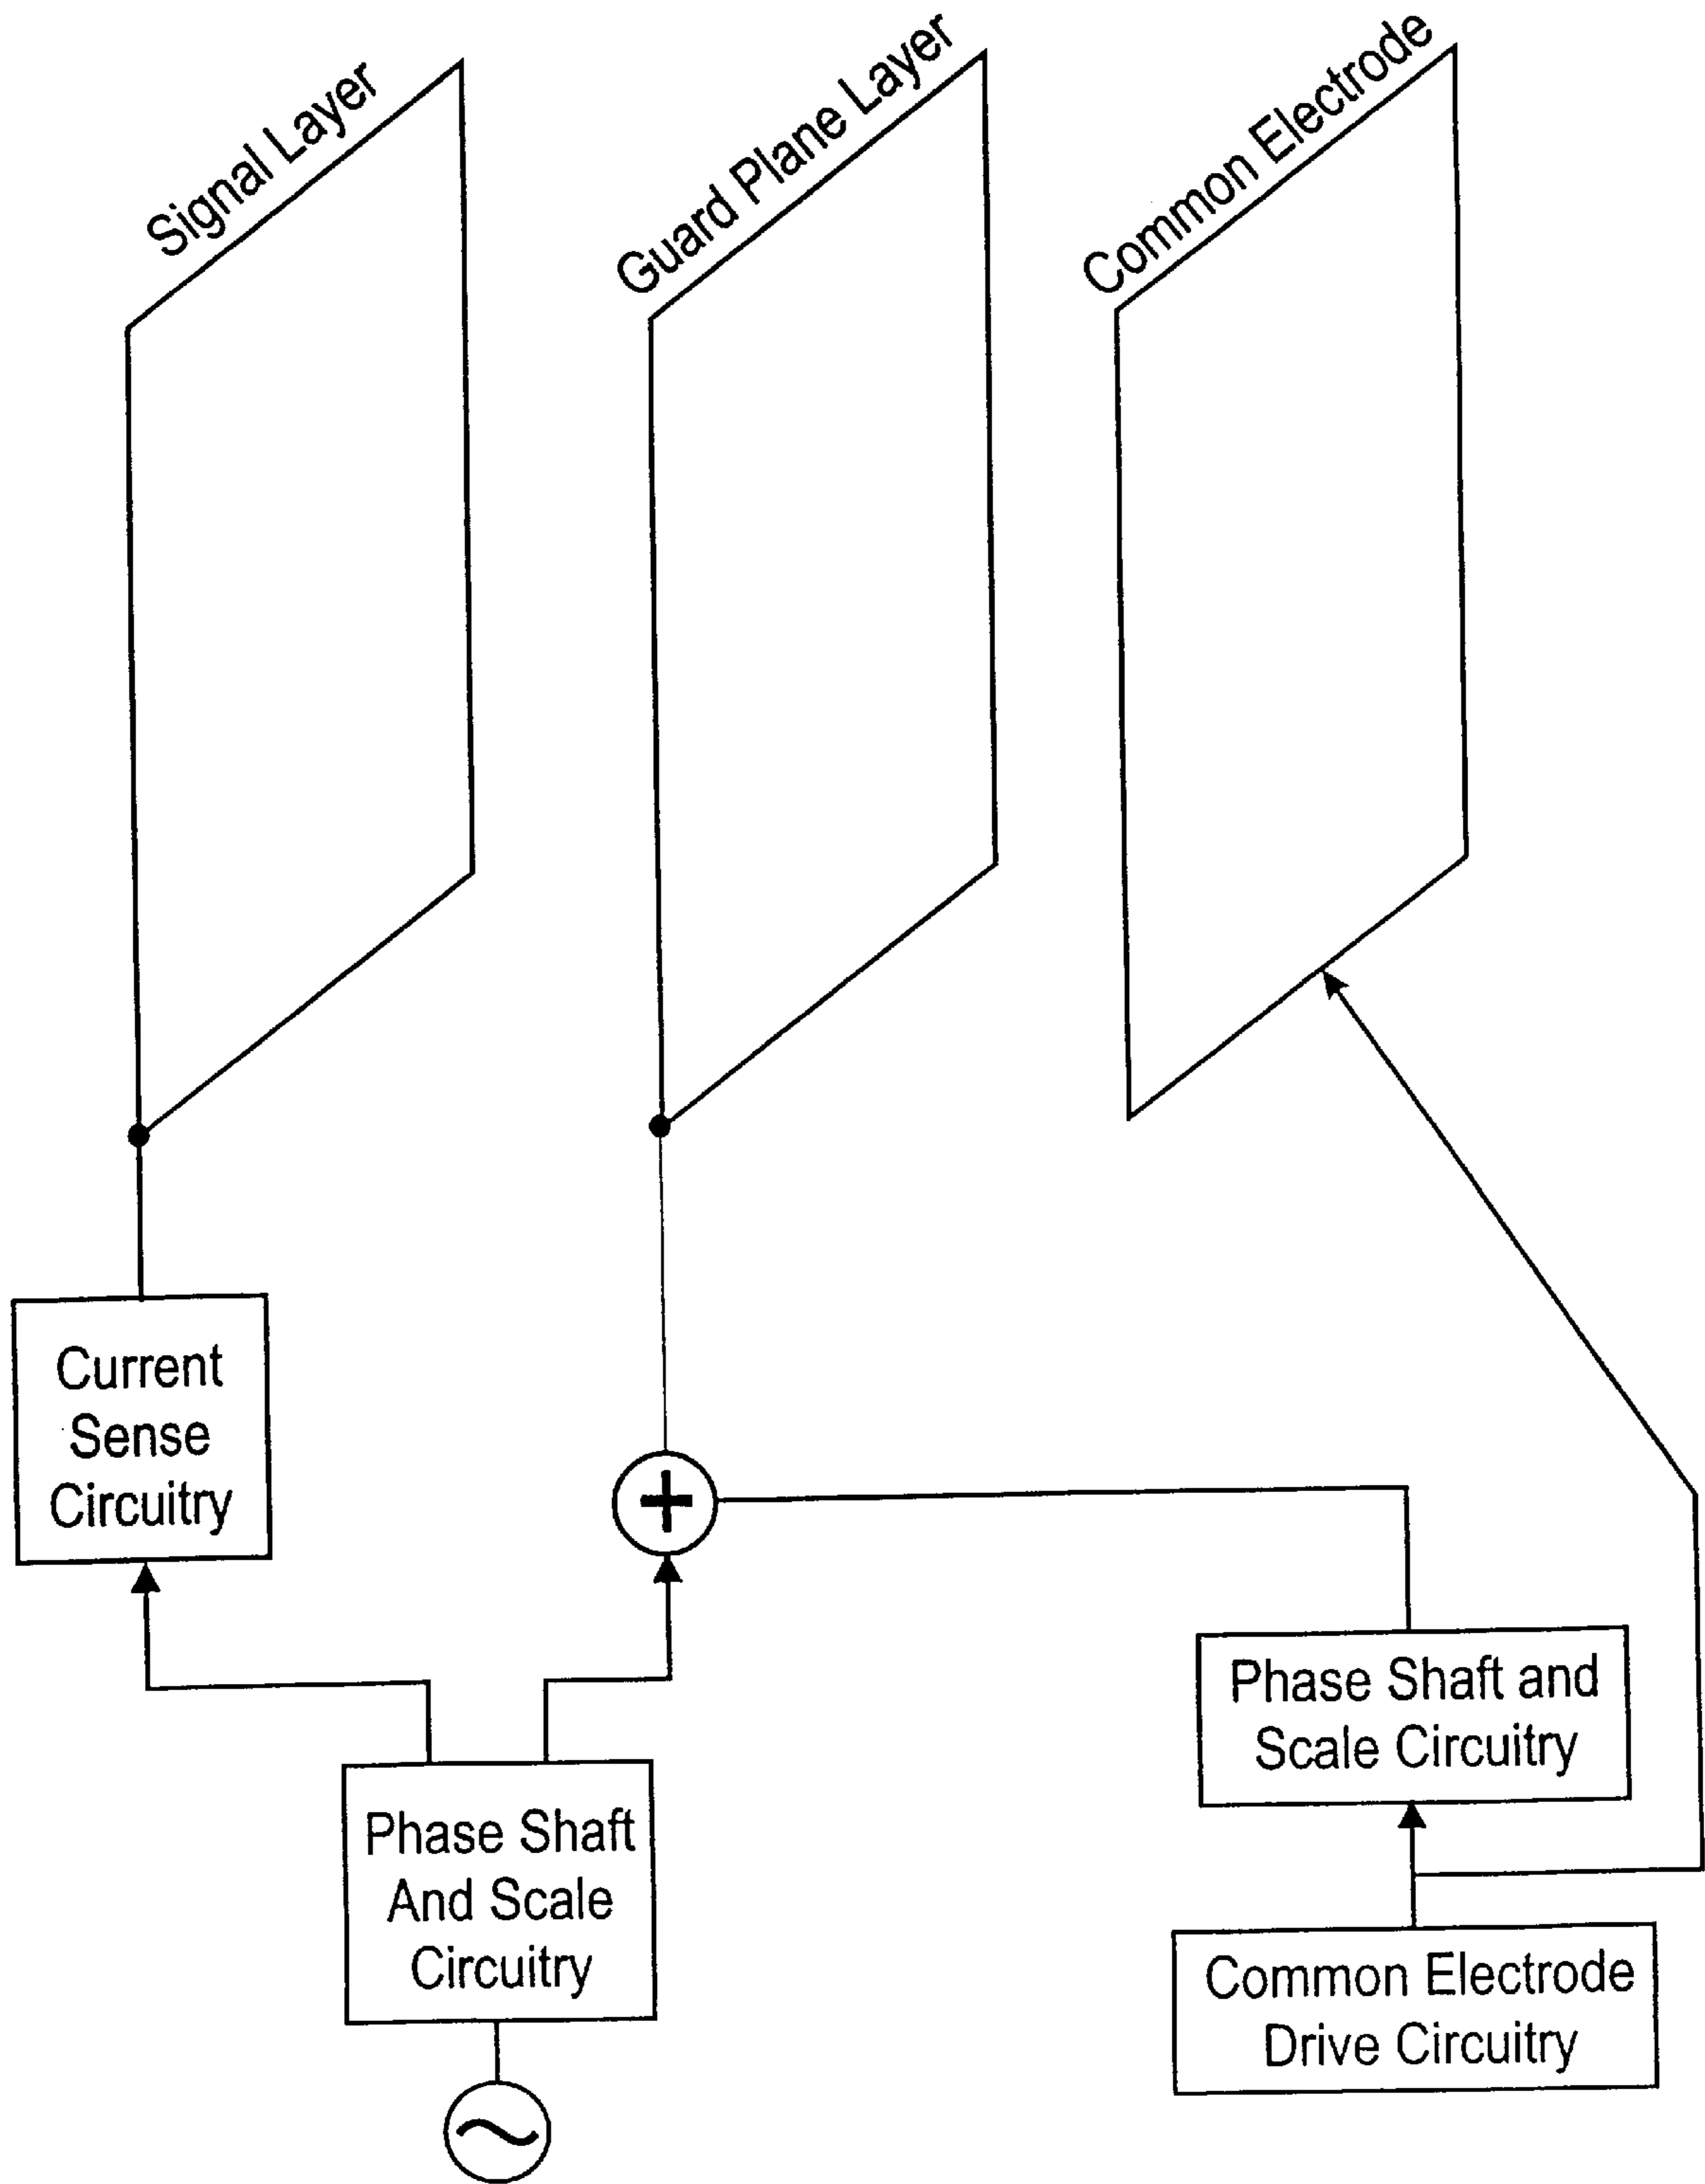 Signal Layer
Guard Plane Layer
Common Electrode
Current
Sense
Circuitry
+
Phase Shaft and
Scale Circuitry
Phase Shaft
And Scale
Circuitry
Common Electrode
Drive Circuitry